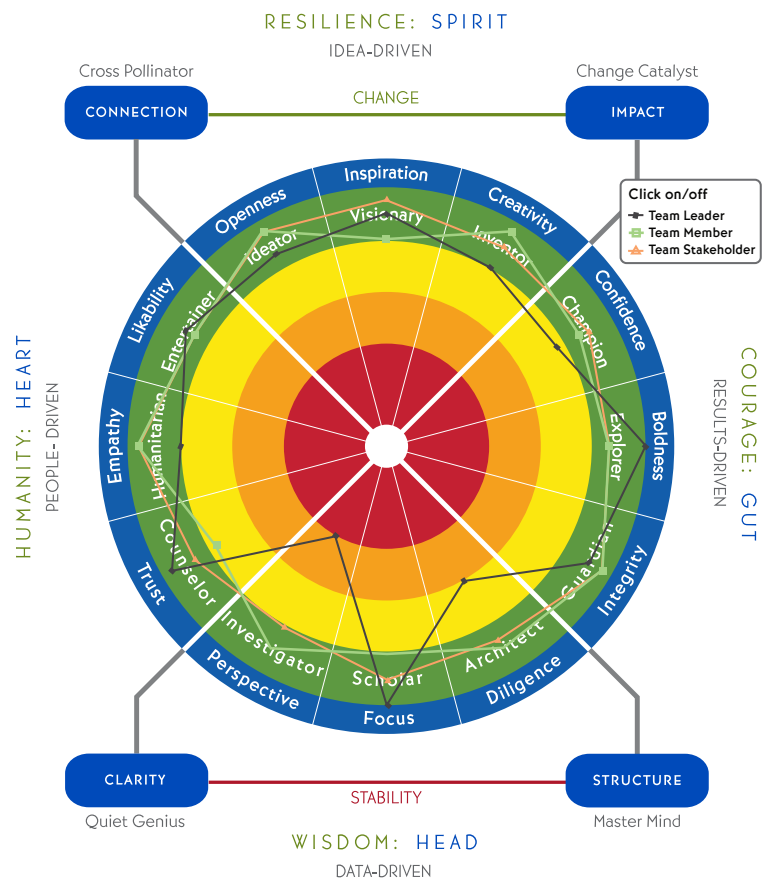 RESILIENCE: SPIRIT
IDEA-DRIVEN
Cross Pollinator
Change Catalyst
CONNECTION
CHANGE
IMPACT
Click on/off
Team Leader
Team Member
Team Stakeholder
Inspiration
Creativity
Confidence
Boldness
Integrity
Diligence
Focus
Perspective
Trust
Empathy
Likability
Openness
Visionary
Inventor
Champion
Explorer
Guardian
Architect
Scholar
Investigator
Counselor
Humanitarian
Entertainer
Ideator
HUMANITY: HEART
PEOPLE- DRIVEN
COURAGE: GUT
RESULTS-DRIVEN
CLARITY
STABILITY
STRUCTURE
Quiet Genius
Master Mind
WISDOM: HEAD
DATA-DRIVEN